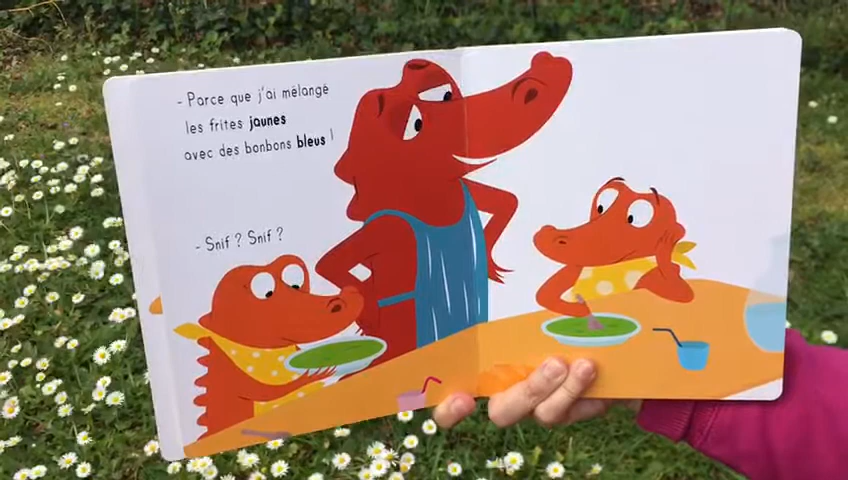 - Parce que j'ai mélangé
les frites jaunes
avec des bonbons bleus !
- Snif ? Snif ?